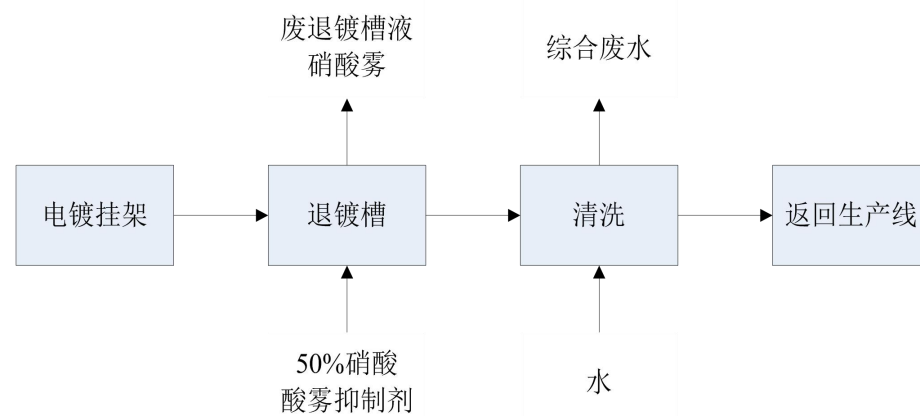 废退镀槽液
硝酸雾
综合废水
电镀挂架
退镀槽
清洗
返回生产线
50%硝酸
酸雾抑制剂
水